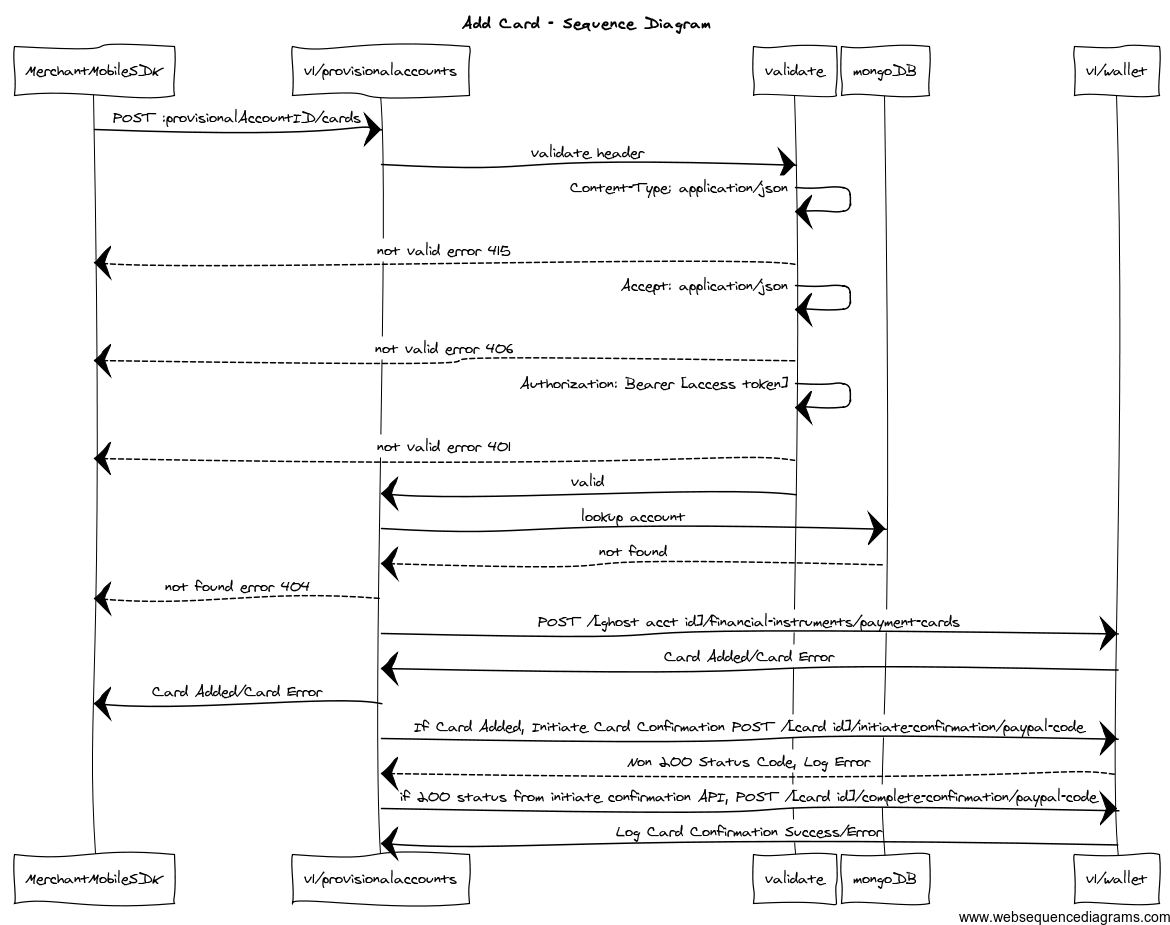 Add Card - Sequence Diagram
MerchantMobileSDK
v1/provisionalaccounts
validate
mongoDB
v1/wallet
POST :provisionalAccountID/cards
validate header
Content-Type: application/json
not valid error 415
Accept: application/json
not valid error 406
Authorization: Bearer [access token]
not valid error 401
valid
lookup account
not found
not found error 404
POST /[ghost acct id]/financial-instruments/payment-cards
Card Added/Card Error
Card Added/Card Error
If Card Added, Initiate Card Confirmation POST /[card id]/initiate-confirmation/paypal-code
Non 200 Status Code, Log Error
if 200 status from initiate confirmation API, POST /[card id]/complete-confirmation/paypal-code
Log Card Confirmation Success/Error
MerchantMobileSDK
v1/provisionalaccounts
validate
mongoDB
v1/wallet
www.websequencediagrams.com